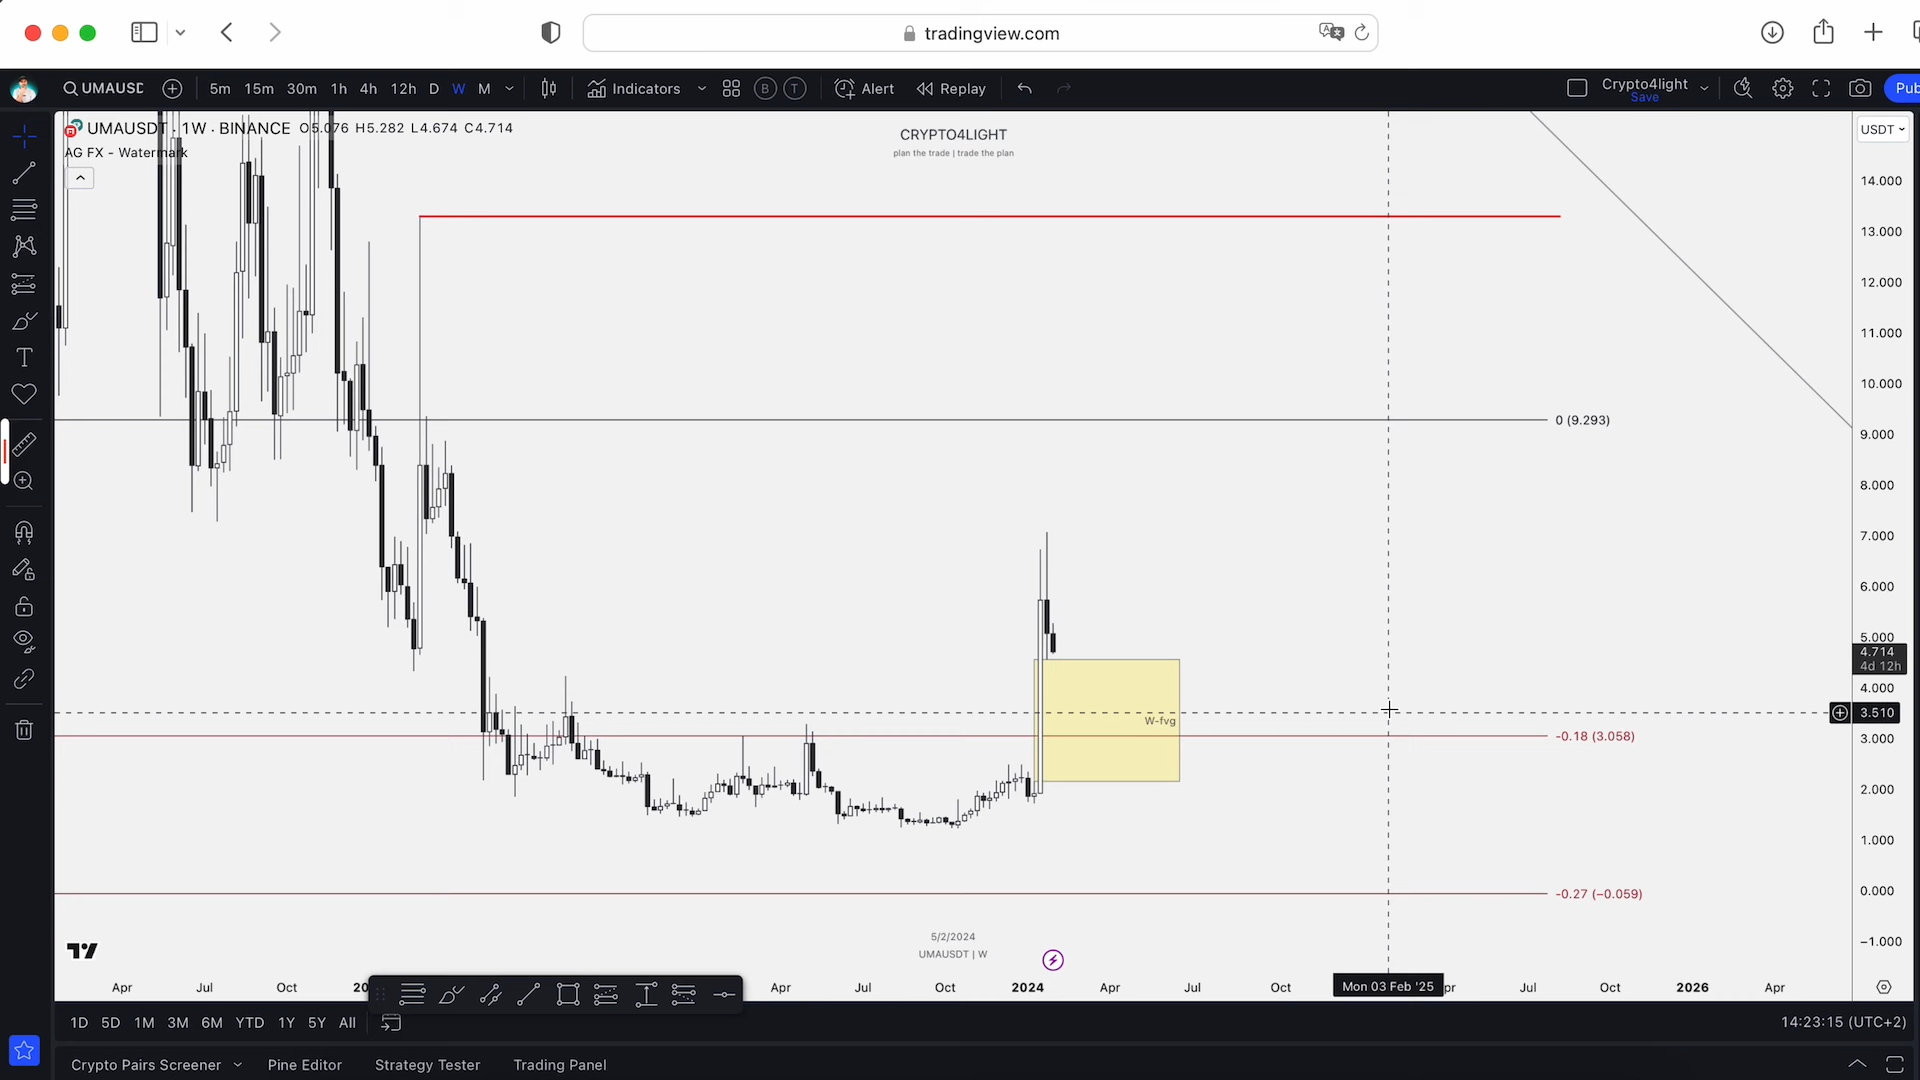 tradingview.com
UMAUSD
5m 15m 30m 1h 4h 12h D W M
Indicators
B T
Alert
Replay
Crypto4light
Save
Pub
UMAUSDT · 1W · BINANCE O5.076 H5.282 L4.674 C4.714
AG FX - Watermark
CRYPTO4LIGHT
plan the trade | trade the plan
USDT
14.000
13.000
12.000
11.000
10.000
0 (9.293)
9.000
8.000
7.000
6.000
5.000
4.714
4d 12h
4.000
3.510
W-fvg
-0.18 (3.058)
3.000
2.000
1.000
-0.27 (−0.059)
0.000
−1.000
5/2/2024
UMAUSDT | W
Apr Jul Oct 20 Apr Jul Oct 2024 Apr Jul Oct Mon 03 Feb '25 pr Jul Oct 2026 Apr
1D 5D 1M 3M 6M YTD 1Y 5Y All
14:23:15 (UTC+2)
Crypto Pairs Screener Pine Editor Strategy Tester Trading Panel